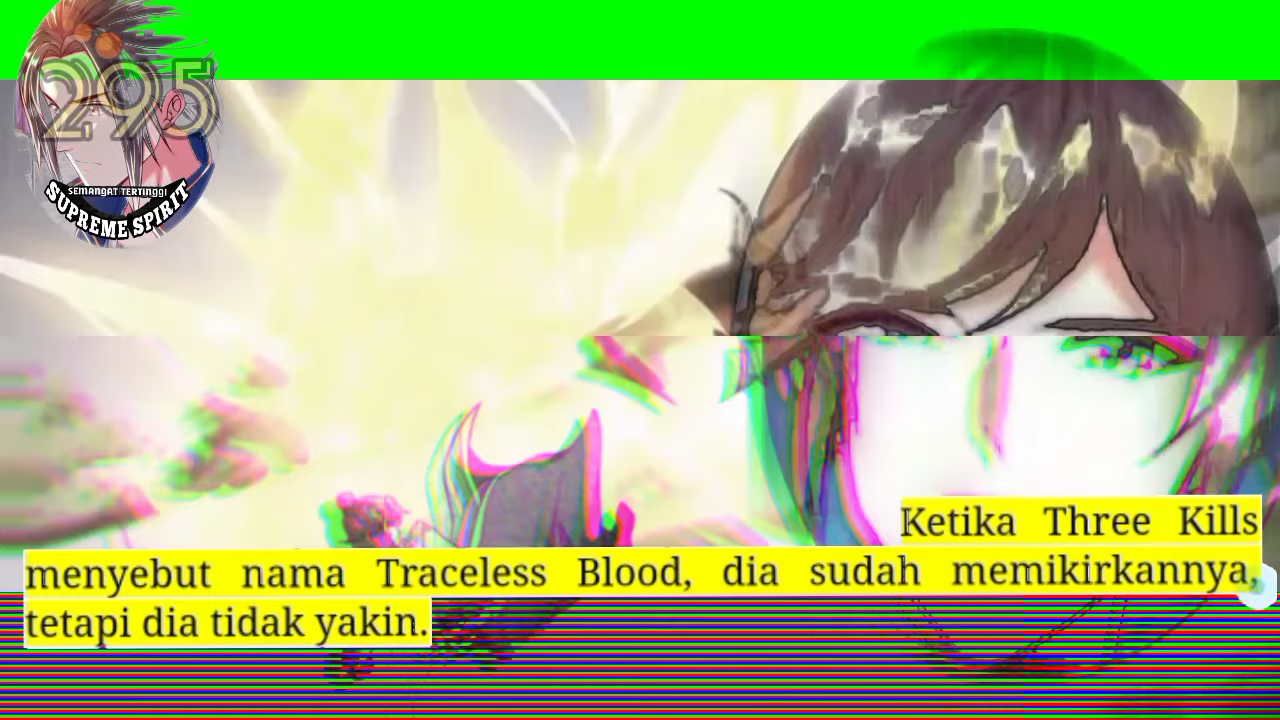 295
SEMANGAT TERTINGGI
SUPREME SPIRIT
Ketika Three Kills
menyebut nama Traceless Blood, dia sudah memikirkannya,
tetapi dia tidak yakin.